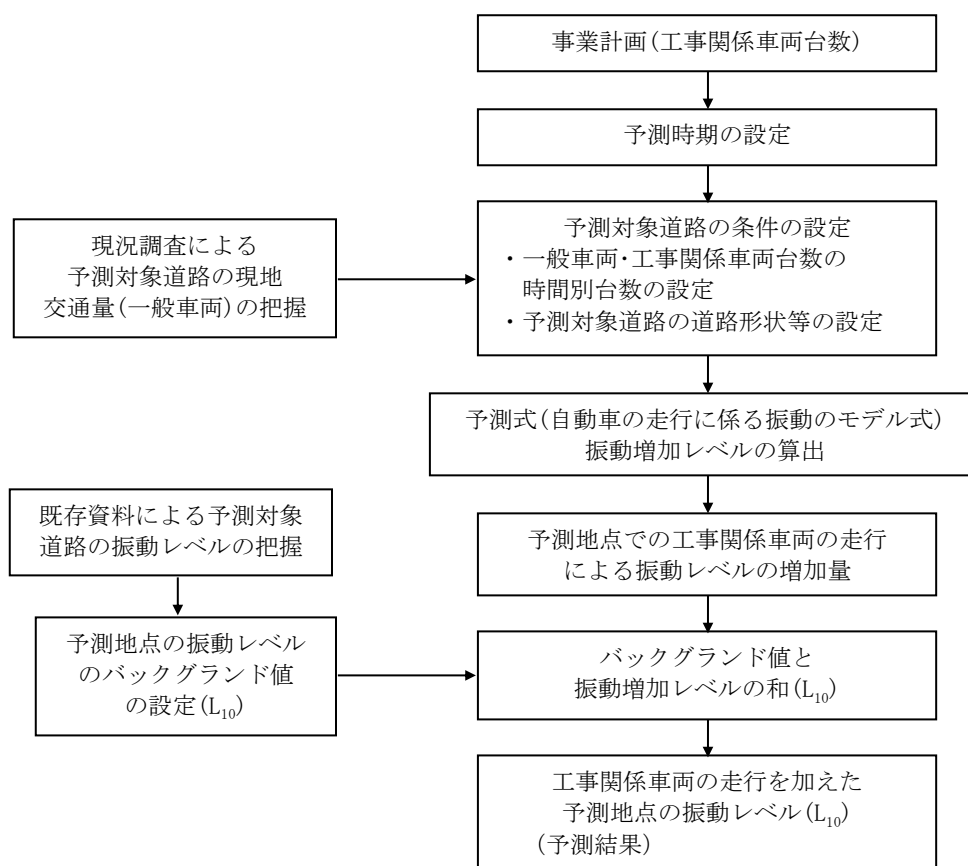 事業計画(工事関係車両台数)
予測時期の設定
現況調査による
予測対象道路の現地
交通量(一般車両)の把握
予測対象道路の条件の設定
・一般車両･工事関係車両台数の
時間別台数の設定
・予測対象道路の道路形状等の設定
予測式(自動車の走行に係る振動のモデル式)
振動増加レベルの算出
既存資料による予測対象
道路の振動レベルの把握
予測地点での工事関係車両の走行
による振動レベルの増加量
予測地点の振動レベル
のバックグランド値
の設定(L₁₀)
バックグランド値と
振動増加レベルの和(L₁₀)
工事関係車両の走行を加えた
予測地点の振動レベル(L₁₀)
(予測結果)